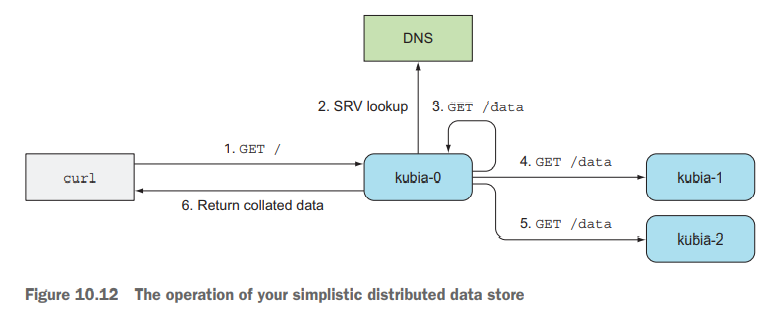 DNS
2. SRV lookup
3. GET /data
1. GET /
4. GET /data
curl
kubia-0
kubia-1
6. Return collated data
5. GET /data
kubia-2
Figure 10.12 The operation of your simplistic distributed data store